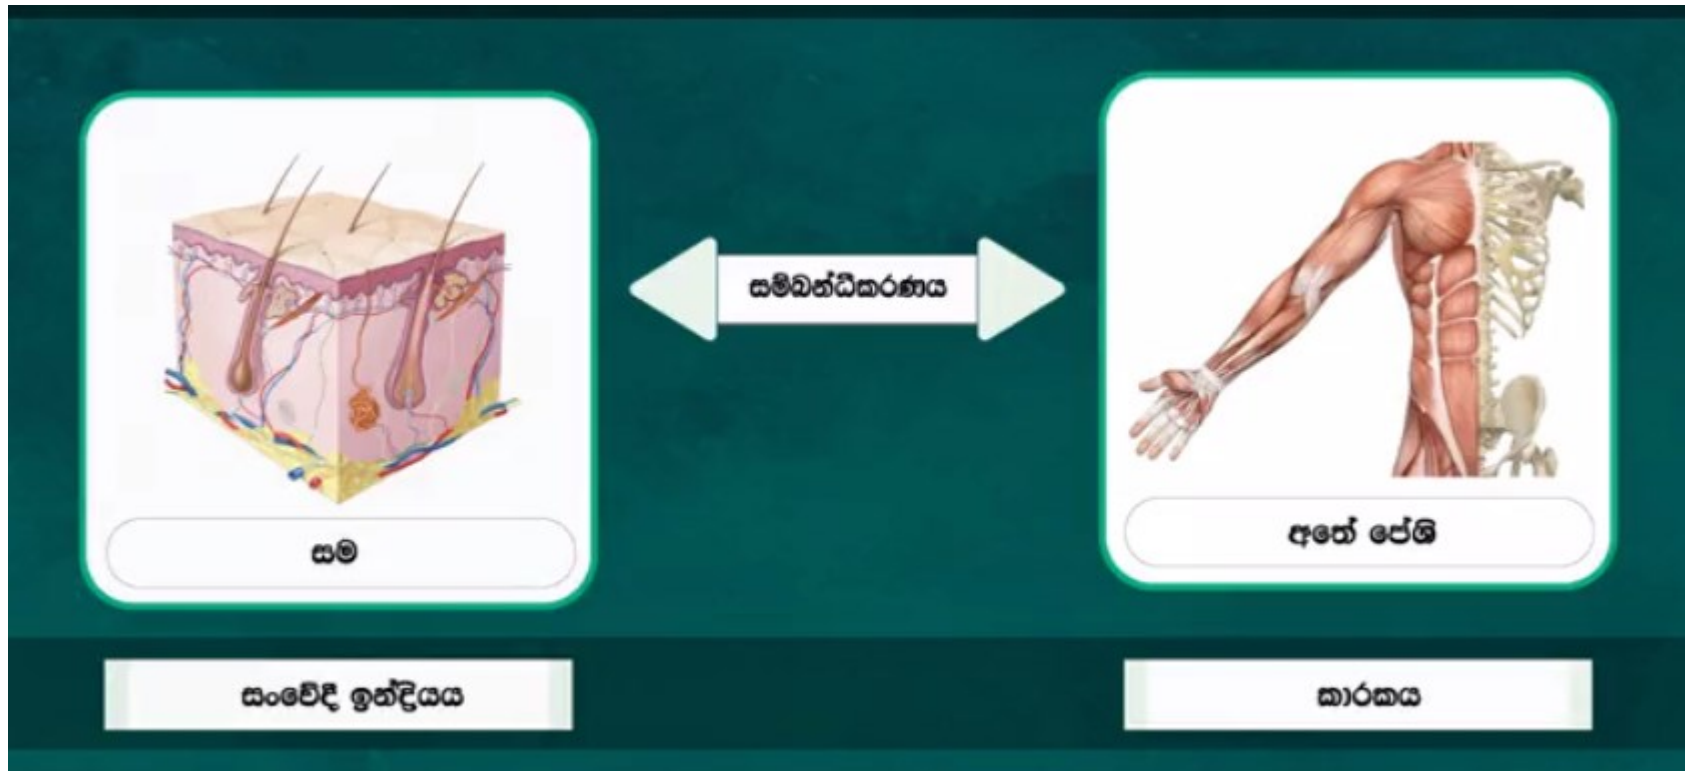 සම්බන්ධීකරණය
සම
අතේ පේශි
සංවේදී ඉන්ද්‍රියය
කාරකය